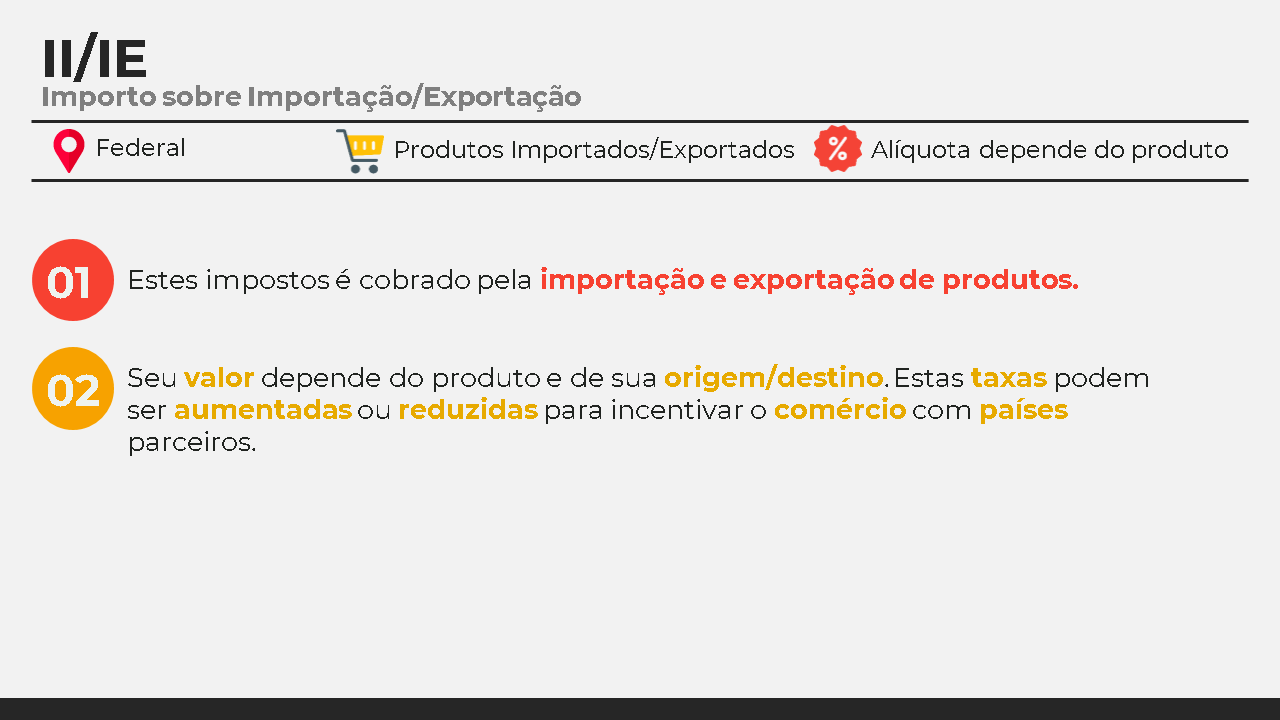 II/IE
Importo sobre Importação/Exportação
Federal
Produtos Importados/Exportados
%
Alíquota depende do produto
01
Estes impostos é cobrado pela importação e exportação de produtos.
02
Seu valor depende do produto e de sua origem/destino. Estas taxas podem
ser aumentadas ou reduzidas para incentivar o comércio com países
parceiros.